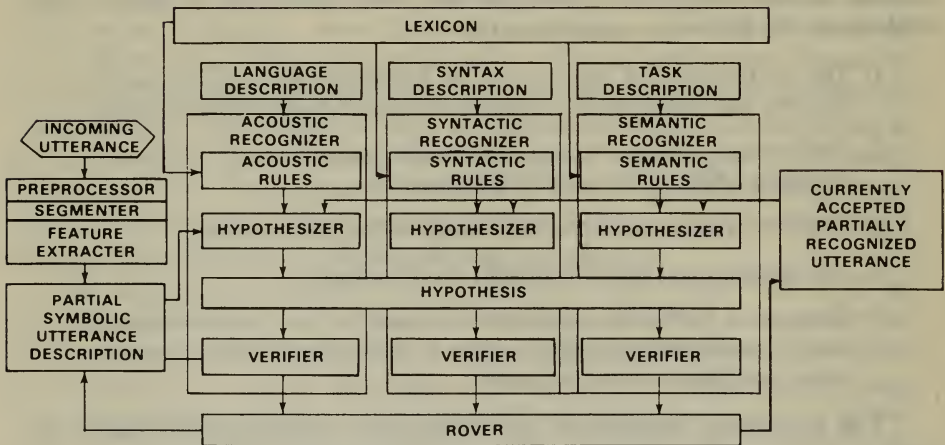 LEXICON
LANGUAGE
DESCRIPTION
SYNTAX
DESCRIPTION
TASK
DESCRIPTION
INCOMING
UTTERANCE
ACOUSTIC
RECOGNIZER
SYNTACTIC
RECOGNIZER
SEMANTIC
RECOGNIZER
ACOUSTIC
RULES
SYNTACTIC
RULES
SEMANTIC
RULES
PREPROCESSOR
SEGMENTER
FEATURE
EXTRACTER
HYPOTHESIZER
HYPOTHESIZER
HYPOTHESIZER
CURRENTLY
ACCEPTED
PARTIALLY
RECOGNIZED
UTTERANCE
HYPOTHESIS
PARTIAL
SYMBOLIC
UTTERANCE
DESCRIPTION
VERIFIER
VERIFIER
VERIFIER
ROVER